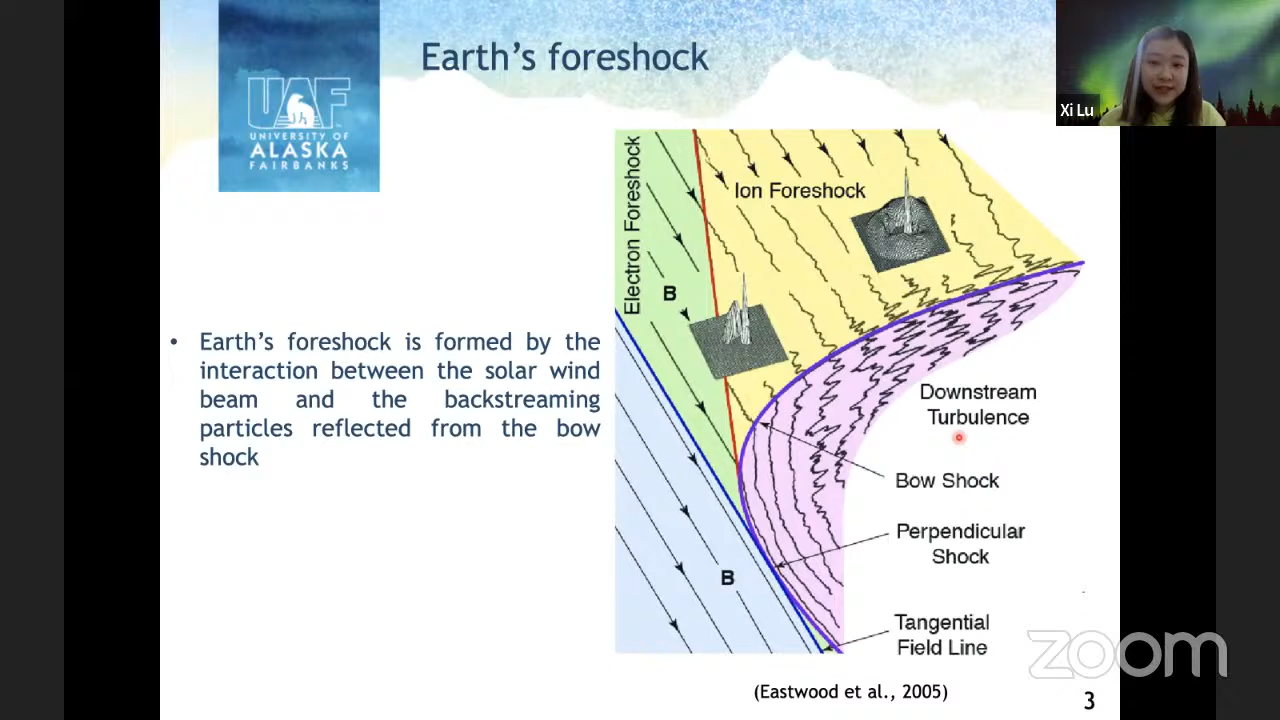 Earth's foreshock
UAF
UNIVERSITY OF
ALASKA
FAIRBANKS
Xi Lu
• Earth's foreshock is formed by the
interaction between the solar wind
beam and the backstreaming
particles reflected from the bow
shock
Electron Foreshock
Ion Foreshock
B
B
Downstream
Turbulence
Bow Shock
Perpendicular
Shock
Tangential
Field Line
(Eastwood et al., 2005)
zoom
3